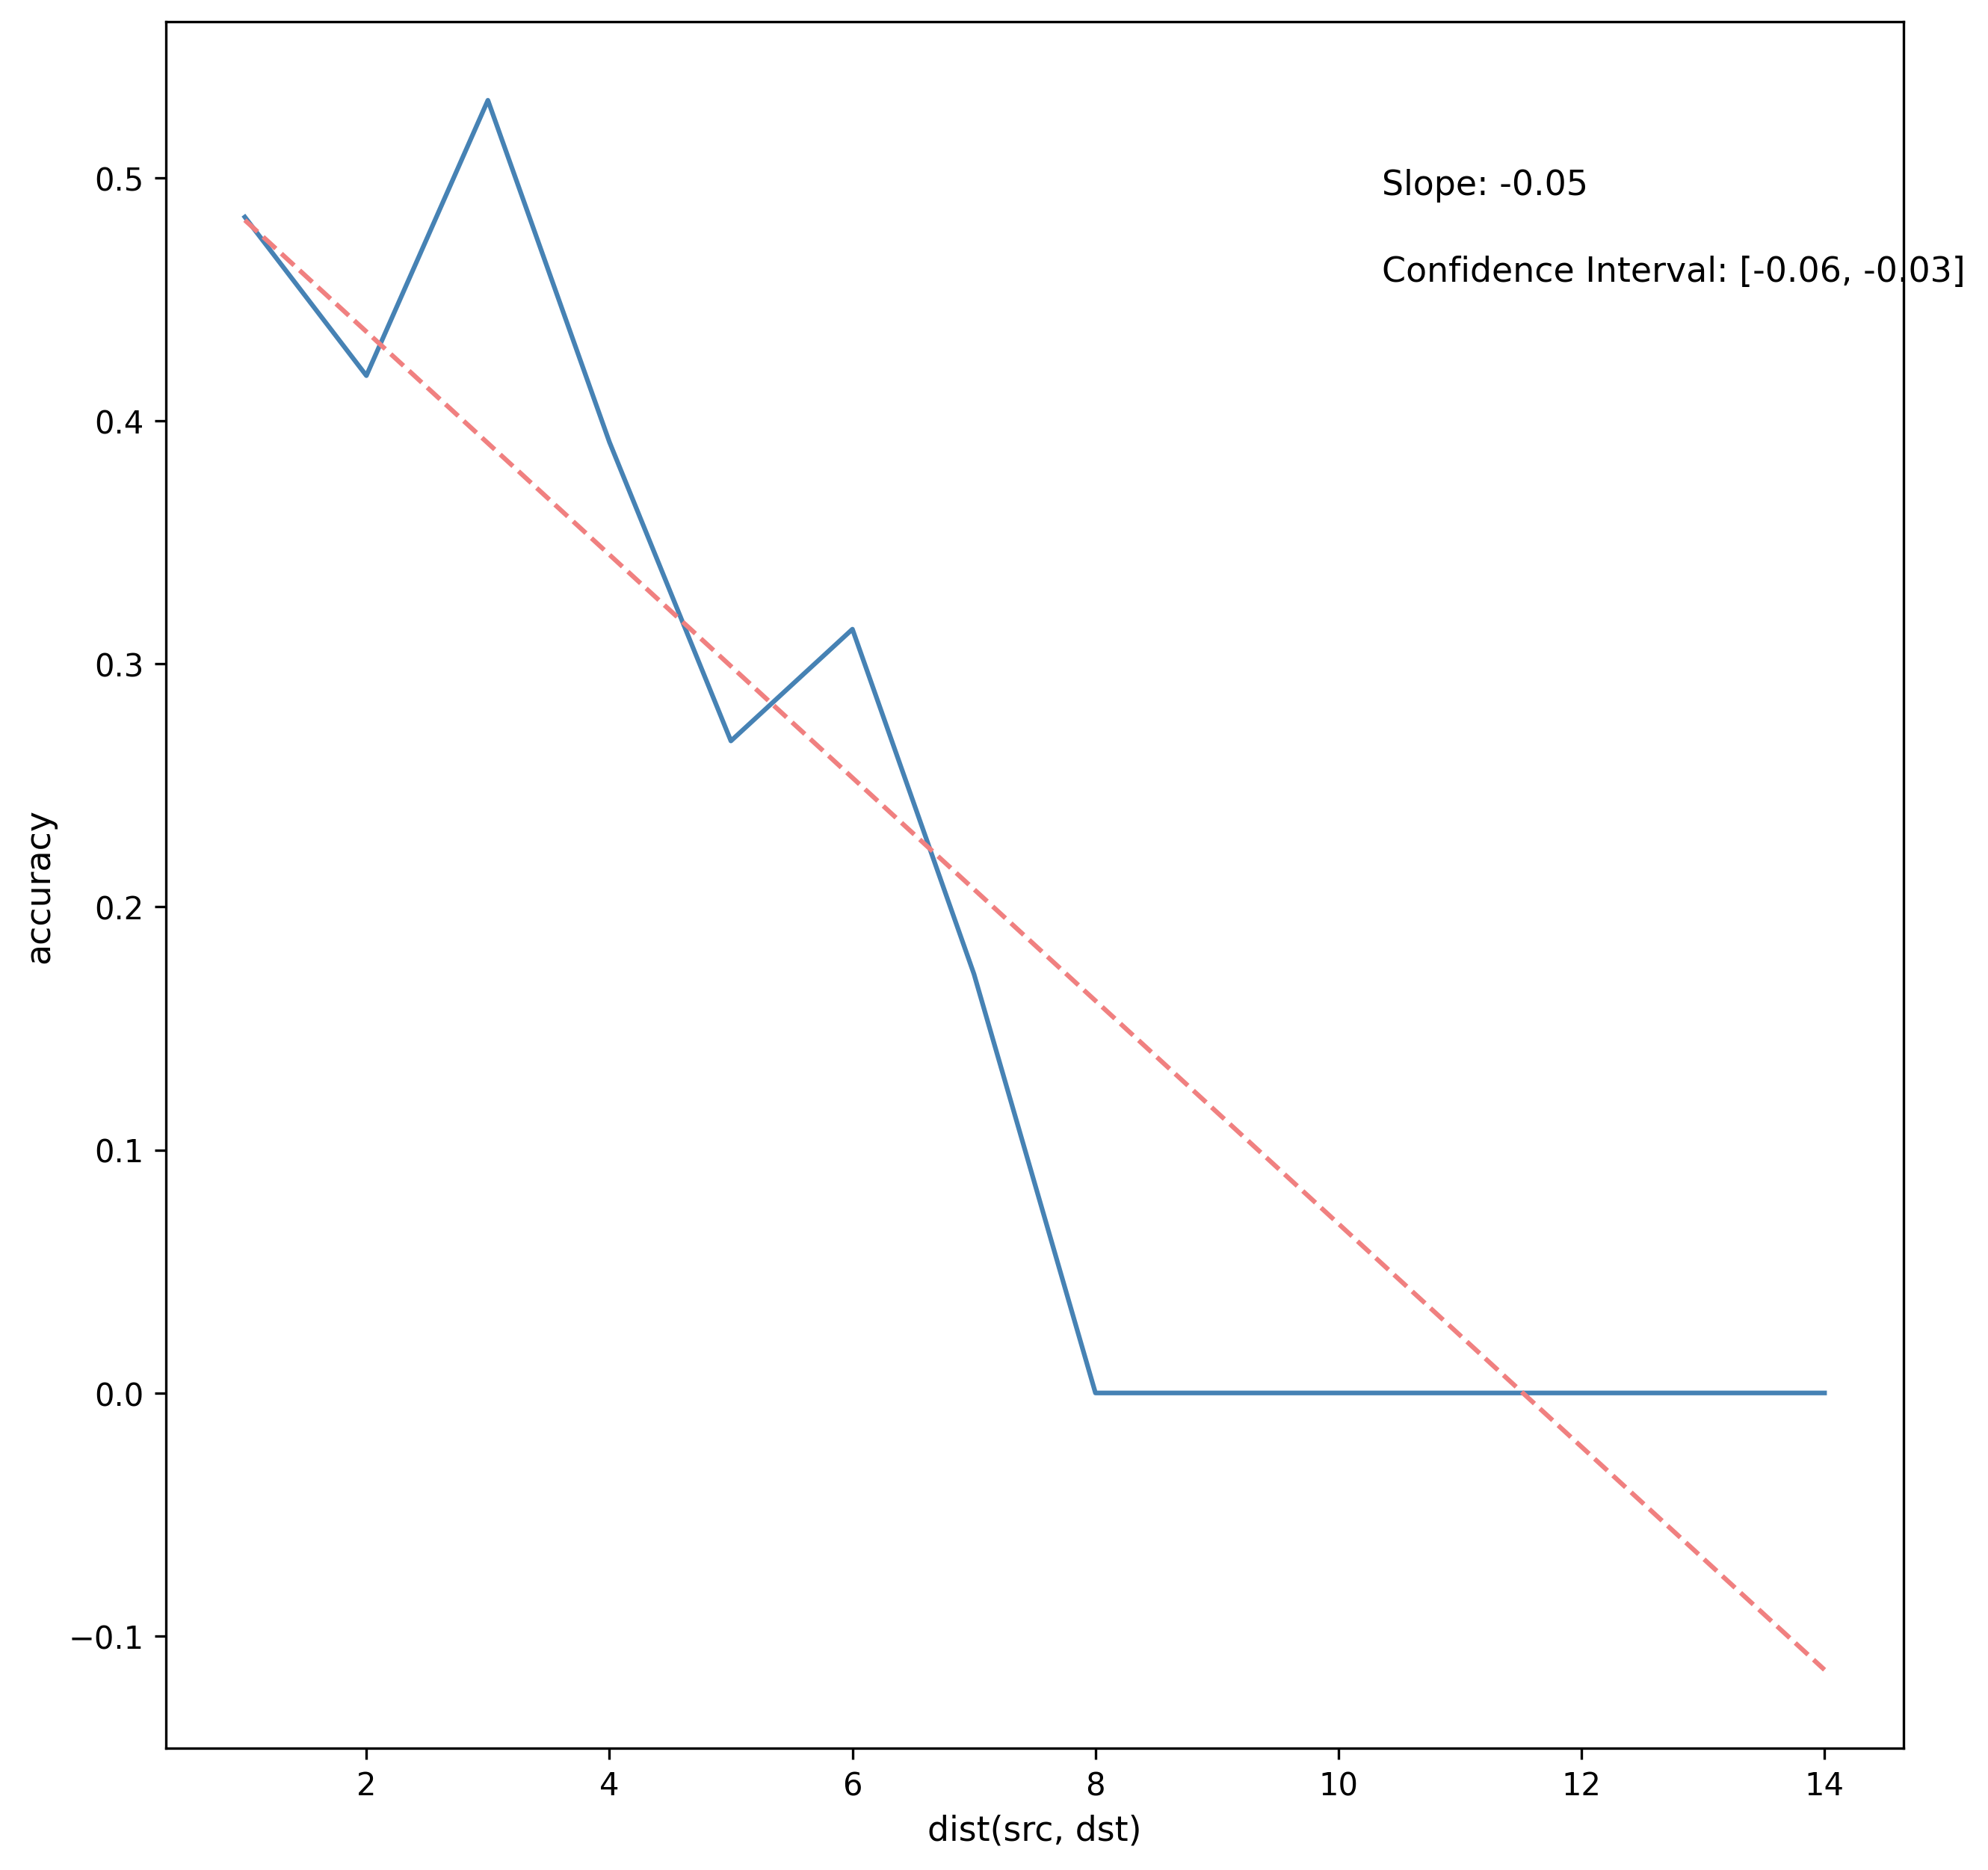 Slope: -0.05
Confidence Interval: [-0.06, -0.03]
0.5
0.4
0.3
0.2
0.1
0.0
−0.1
accuracy
2 4 6 8 10 12 14
dist(src, dst)